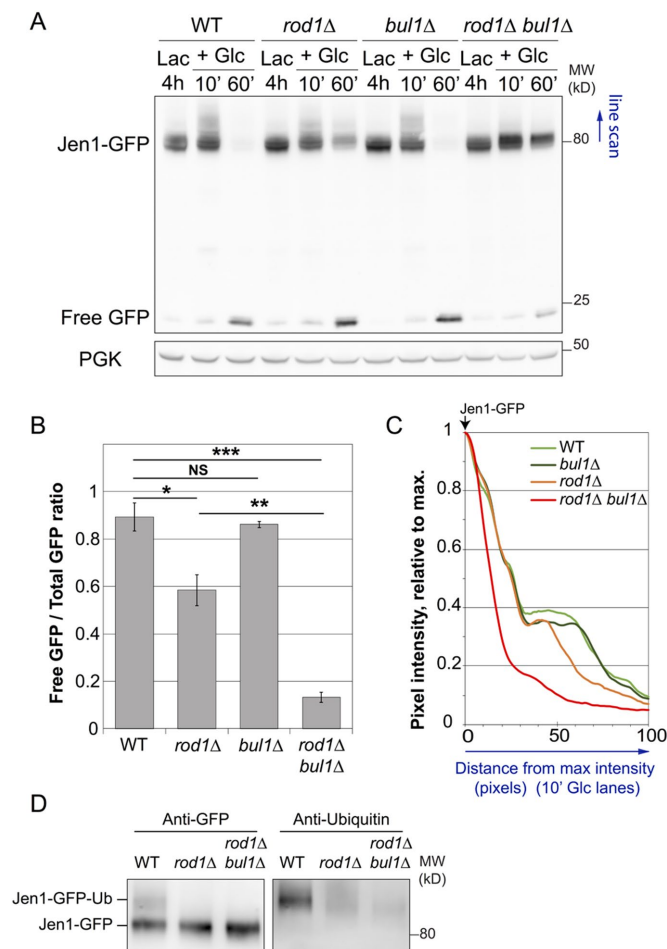 A
WT rod1Δ bul1Δ rod1Δ bul1Δ
Lac + Glc Lac + Glc Lac + Glc Lac + Glc
4h 10’ 60’ 4h 10’ 60’ 4h 10’ 60’ 4h 10’ 60’
MW
(kD)
Jen1-GFP
80
line scan
Free GFP
25
PGK
50
B
***
NS
*
**
Free GFP / Total GFP ratio
1
0.8
0.6
0.4
0.2
0
WT rod1Δ bul1Δ rod1Δ
bul1Δ
C
Jen1-GFP
WT
bul1Δ
rod1Δ
rod1Δ bul1Δ
Pixel intensity, relative to max.
1
0.8
0.6
0.4
0.2
0
0 50 100
Distance from max intensity
(pixels) (10’ Glc lanes)
D
Anti-GFP Anti-Ubiquitin
WT rod1Δ rod1Δ
bul1Δ
WT rod1Δ rod1Δ
bul1Δ
MW
(kD)
Jen1-GFP-Ub
Jen1-GFP
80